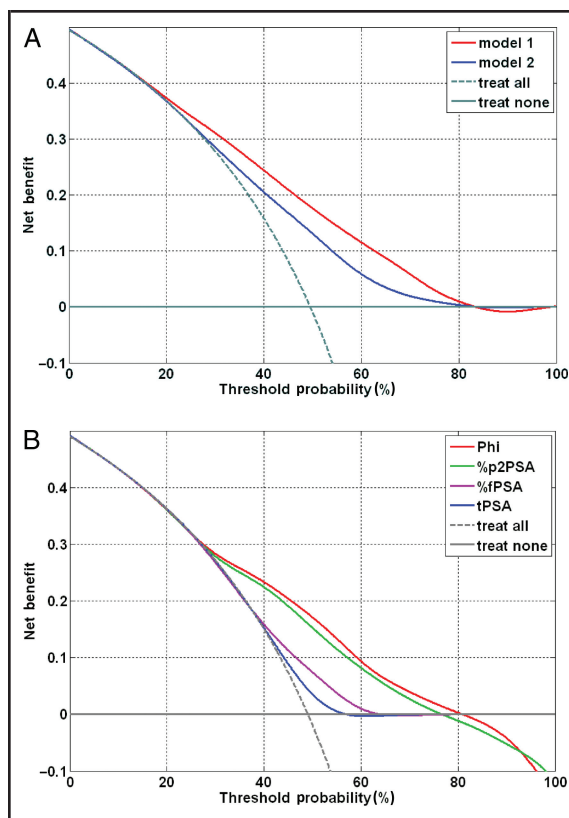 A
model 1
model 2
treat all
treat none
Net benefit
0.4
0.3
0.2
0.1
0
−0.1
0 20 40 60 80 100
Threshold probability (%)
B
Phi
%p2PSA
%fPSA
tPSA
treat all
treat none
Net benefit
0.4
0.3
0.2
0.1
0
−0.1
0 20 40 60 80 100
Threshold probability (%)